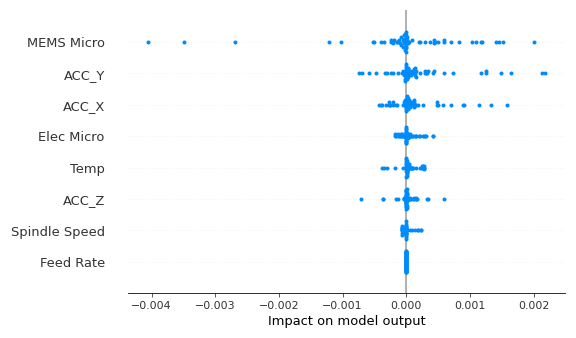 MEMS Micro
ACC_Y
ACC_X
Elec Micro
Temp
ACC_Z
Spindle Speed
Feed Rate
−0.004 −0.003 −0.002 −0.001 0.000 0.001 0.002
Impact on model output